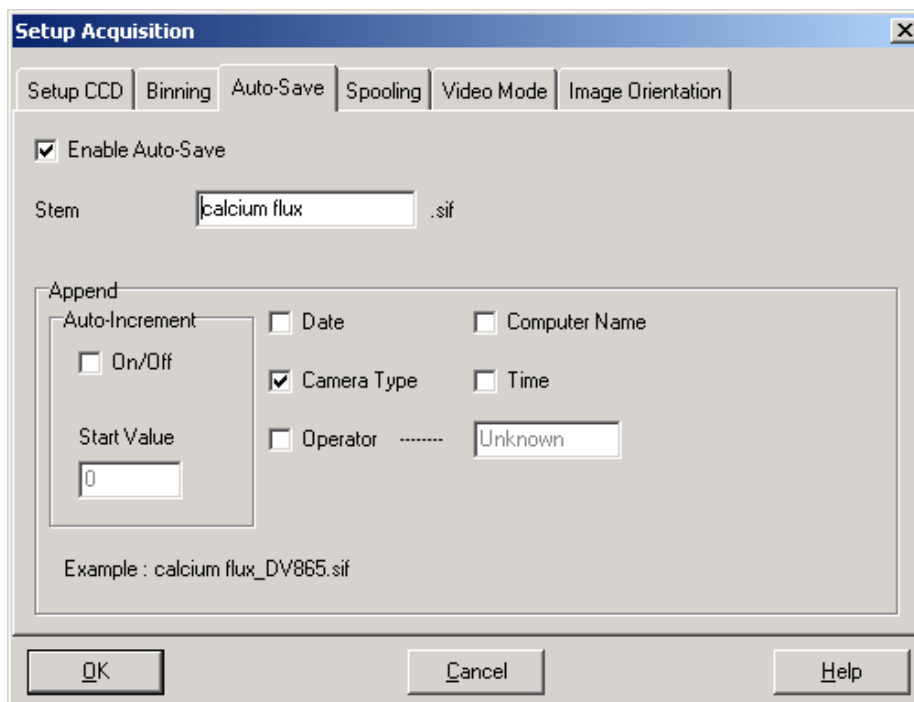 Setup Acquisition
Setup CCD Binning Auto-Save Spooling Video Mode Image Orientation
Enable Auto-Save
Stem calcium flux .sif
Append
Auto-Increment
On/Off
Start Value
0
Date Computer Name
Camera Type Time
Operator -------- Unknown
Example : calcium flux_DV865.sif
OK Cancel Help